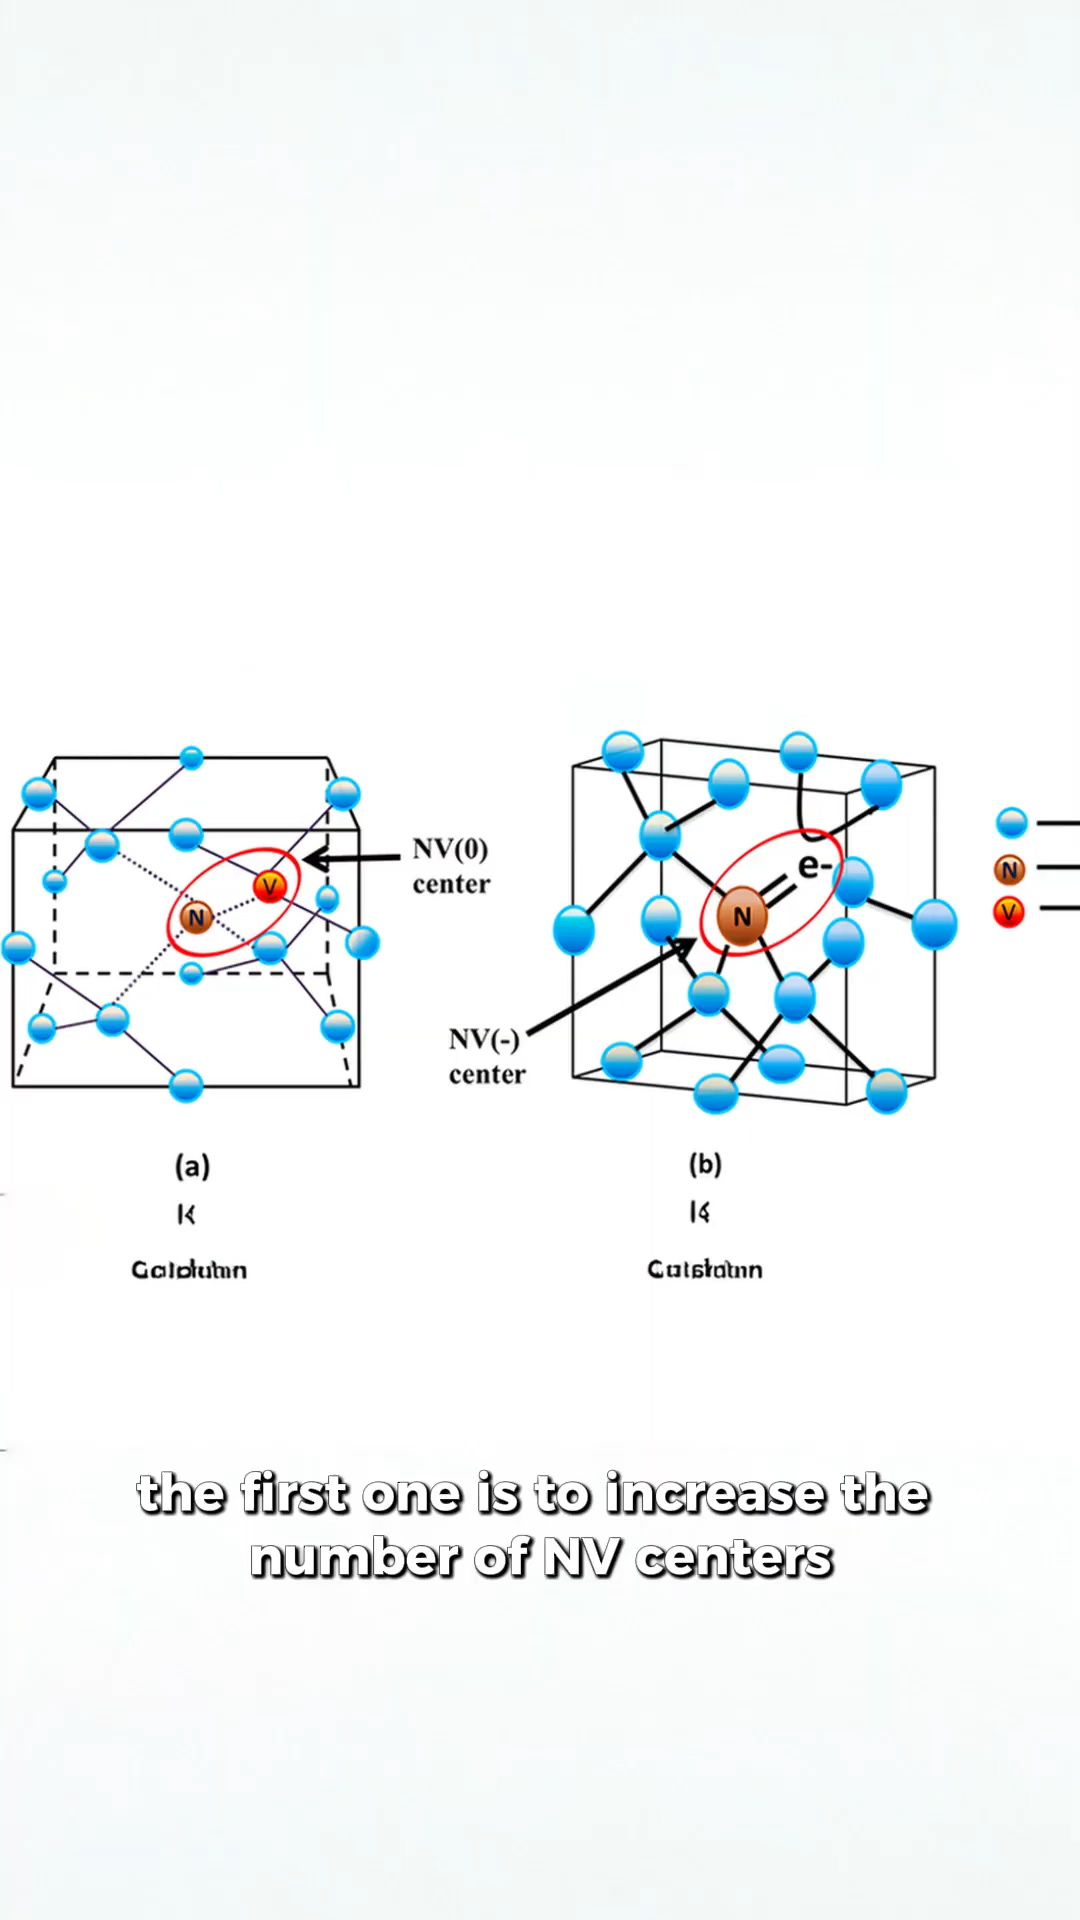 NV(0)
center
V
N
e-
N
N
V
NV(-)
center
(a)
(b)
the first one is to increase the
number of NV centers